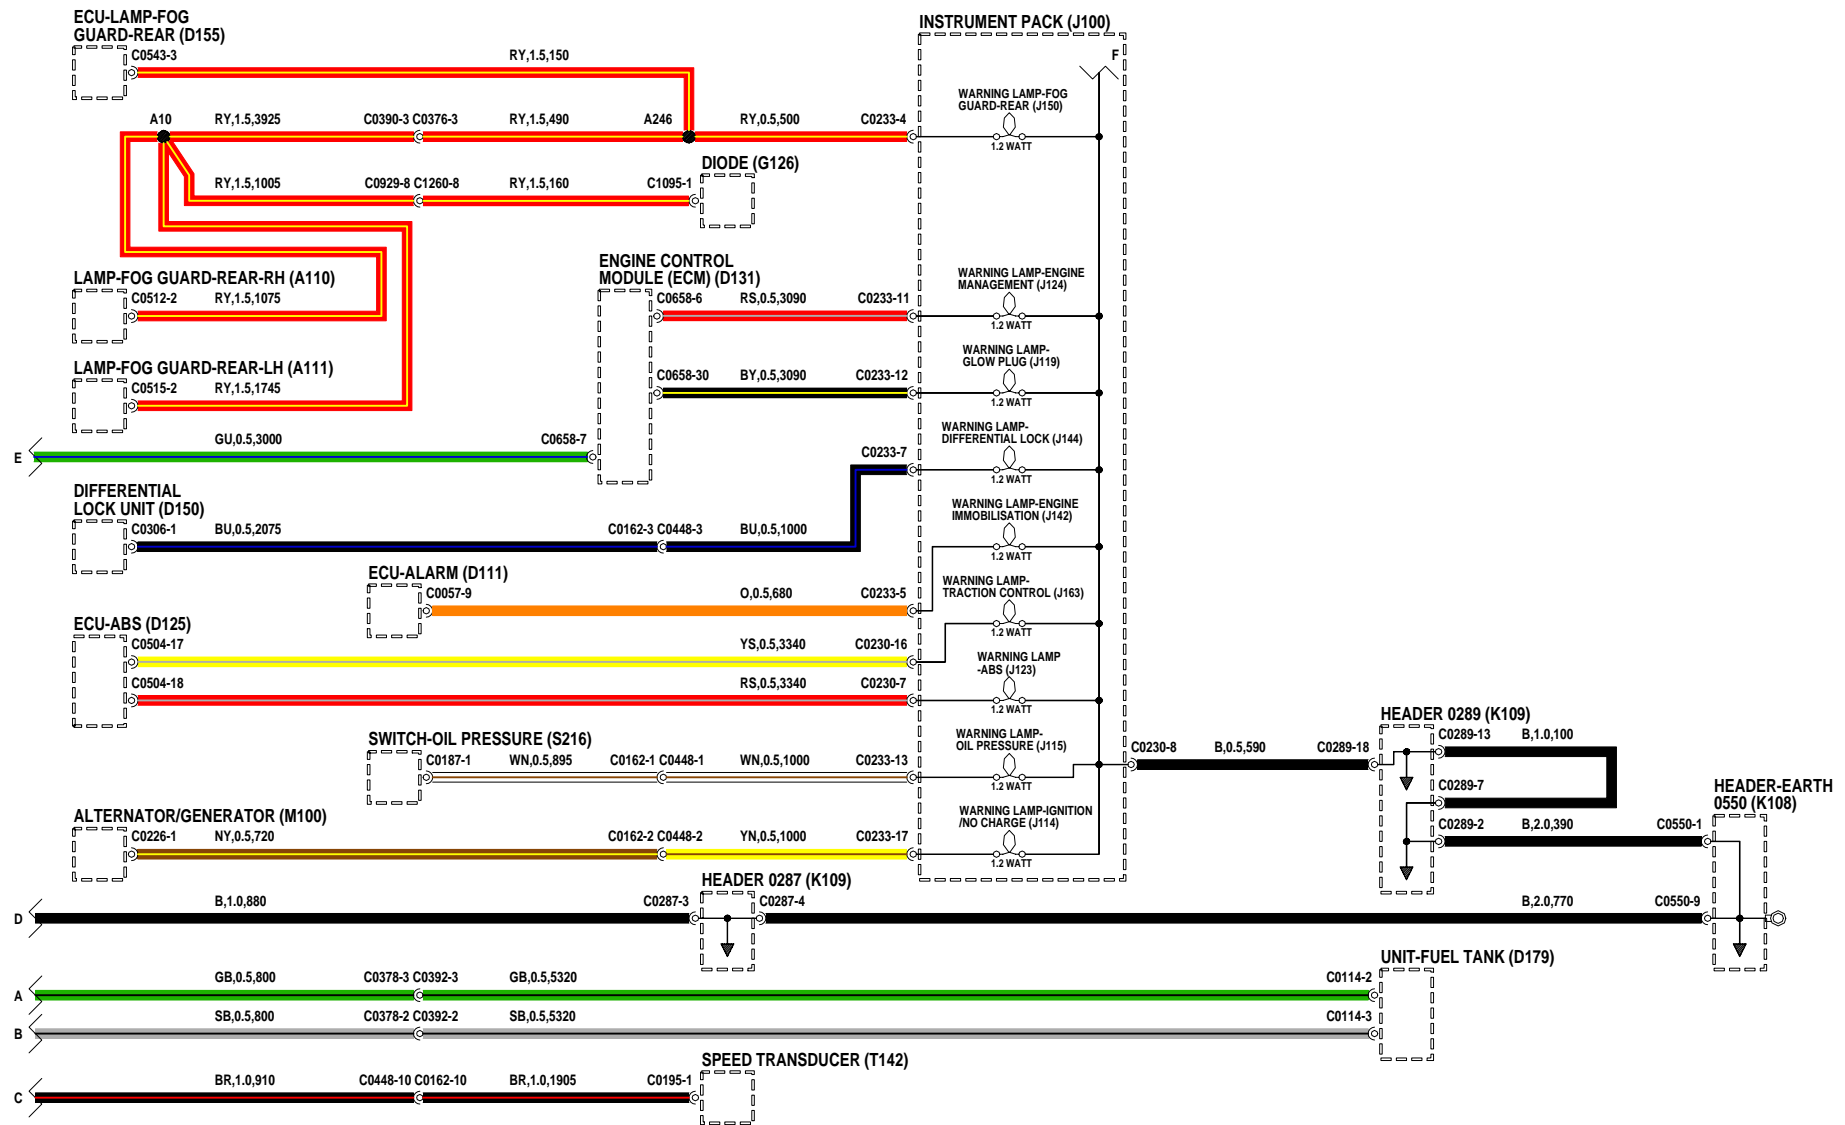 ECU-LAMP-FOG
GUARD-REAR (D155)
C0543-3
RY,1.5,150
INSTRUMENT PACK (J100)
F
WARNING LAMP-FOG
GUARD-REAR (J150)
1.2 WATT
A10
RY,1.5,3925
C0390-3 C0376-3
RY,1.5,490
A246
RY,0.5,500
C0233-4
DIODE (G126)
RY,1.5,1005
C0929-8 C1260-8
RY,1.5,160
C1095-1
LAMP-FOG GUARD-REAR-RH (A110)
C0512-2
RY,1.5,1075
ENGINE CONTROL
MODULE (ECM) (D131)
C0658-6
RS,0.5,3090
C0233-11
WARNING LAMP-ENGINE
MANAGEMENT (J124)
1.2 WATT
LAMP-FOG GUARD-REAR-LH (A111)
C0515-2
RY,1.5,1745
C0658-30
BY,0.5,3090
C0233-12
WARNING LAMP-
GLOW PLUG (J119)
1.2 WATT
E
GU,0.5,3000
C0658-7
C0233-7
WARNING LAMP-
DIFFERENTIAL LOCK (J144)
1.2 WATT
DIFFERENTIAL
LOCK UNIT (D150)
C0306-1
BU,0.5,2075
C0162-3 C0448-3
BU,0.5,1000
WARNING LAMP-ENGINE
IMMOBILISATION (J142)
1.2 WATT
ECU-ALARM (D111)
C0057-9
O,0.5,680
C0233-5
WARNING LAMP-
TRACTION CONTROL (J163)
1.2 WATT
ECU-ABS (D125)
C0504-17
YS,0.5,3340
C0230-16
C0504-18
RS,0.5,3340
C0230-7
WARNING LAMP
-ABS (J123)
1.2 WATT
SWITCH-OIL PRESSURE (S216)
C0187-1
WN,0.5,895
C0162-1 C0448-1
WN,0.5,1000
C0233-13
WARNING LAMP-
OIL PRESSURE (J115)
1.2 WATT
C0230-8
B,0.5,590
C0289-18
HEADER 0289 (K109)
C0289-13
B,1.0,100
C0289-7
C0289-2
B,2.0,390
C0550-1
HEADER-EARTH
0550 (K108)
ALTERNATOR/GENERATOR (M100)
C0226-1
NY,0.5,720
C0162-2 C0448-2
YN,0.5,1000
C0233-17
WARNING LAMP-IGNITION
/NO CHARGE (J114)
1.2 WATT
D
B,1.0,880
C0287-3
HEADER 0287 (K109)
C0287-4
B,2.0,770
C0550-9
A
GB,0.5,800
C0378-3 C0392-3
GB,0.5,5320
C0114-2
UNIT-FUEL TANK (D179)
B
SB,0.5,800
C0378-2 C0392-2
SB,0.5,5320
C0114-3
C
BR,1.0,910
C0448-10 C0162-10
BR,1.0,1905
C0195-1
SPEED TRANSDUCER (T142)